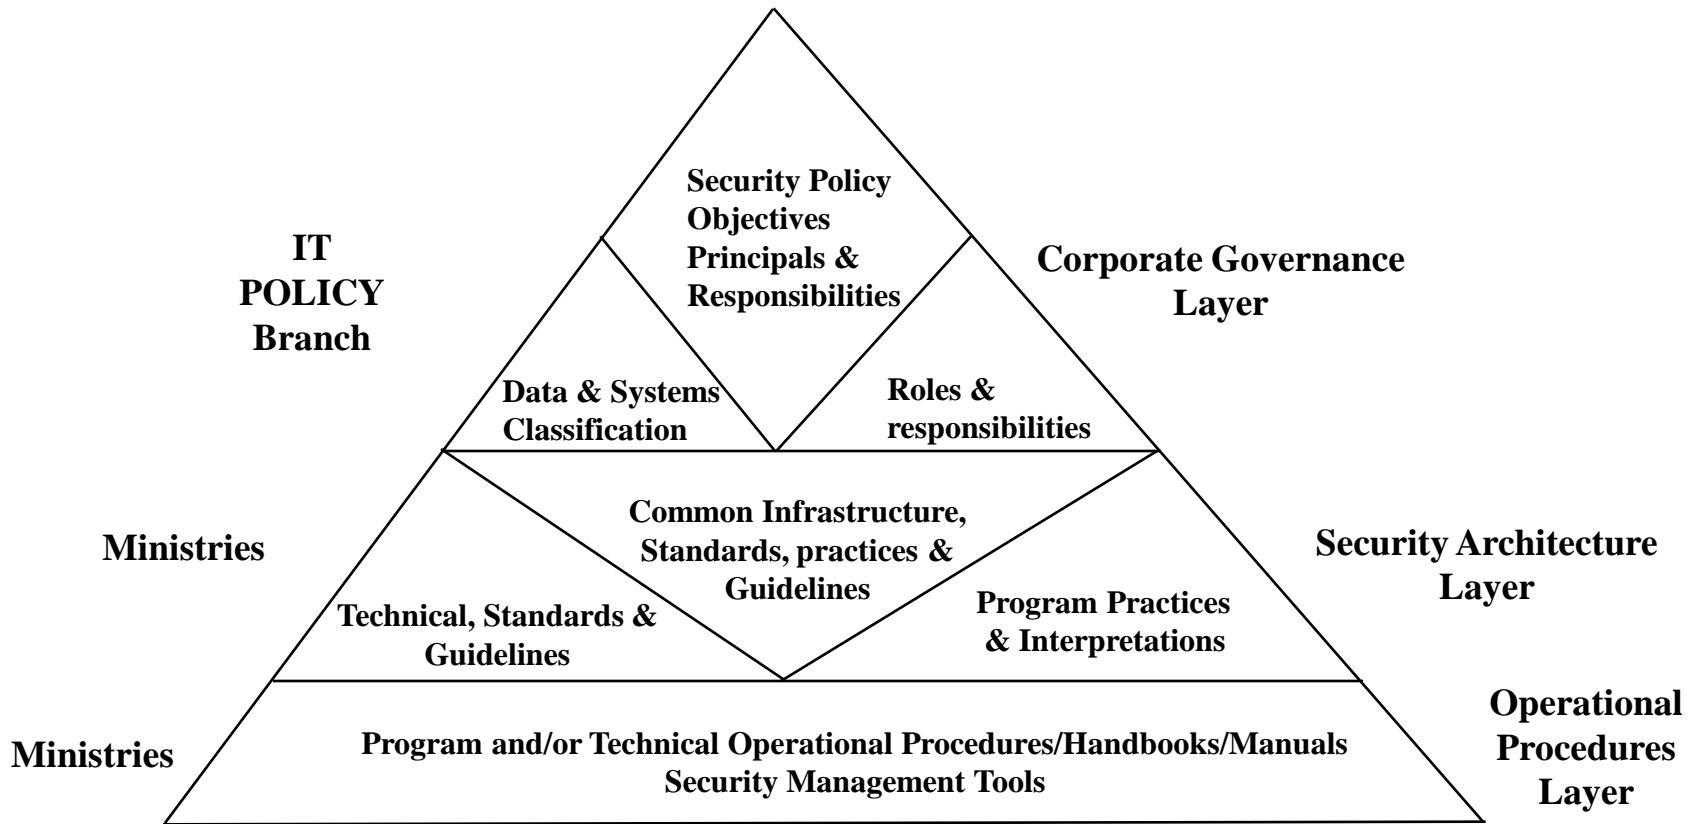 Security Policy
Objectives
Principals &
Responsibilities
IT
POLICY
Branch
Corporate Governance
Layer
Data & Systems
Classification
Roles &
responsibilities
Ministries
Common Infrastructure,
Standards, practices &
Guidelines
Security Architecture
Layer
Technical, Standards &
Guidelines
Program Practices
& Interpretations
Ministries
Program and/or Technical Operational Procedures/Handbooks/Manuals
Security Management Tools
Operational
Procedures
Layer